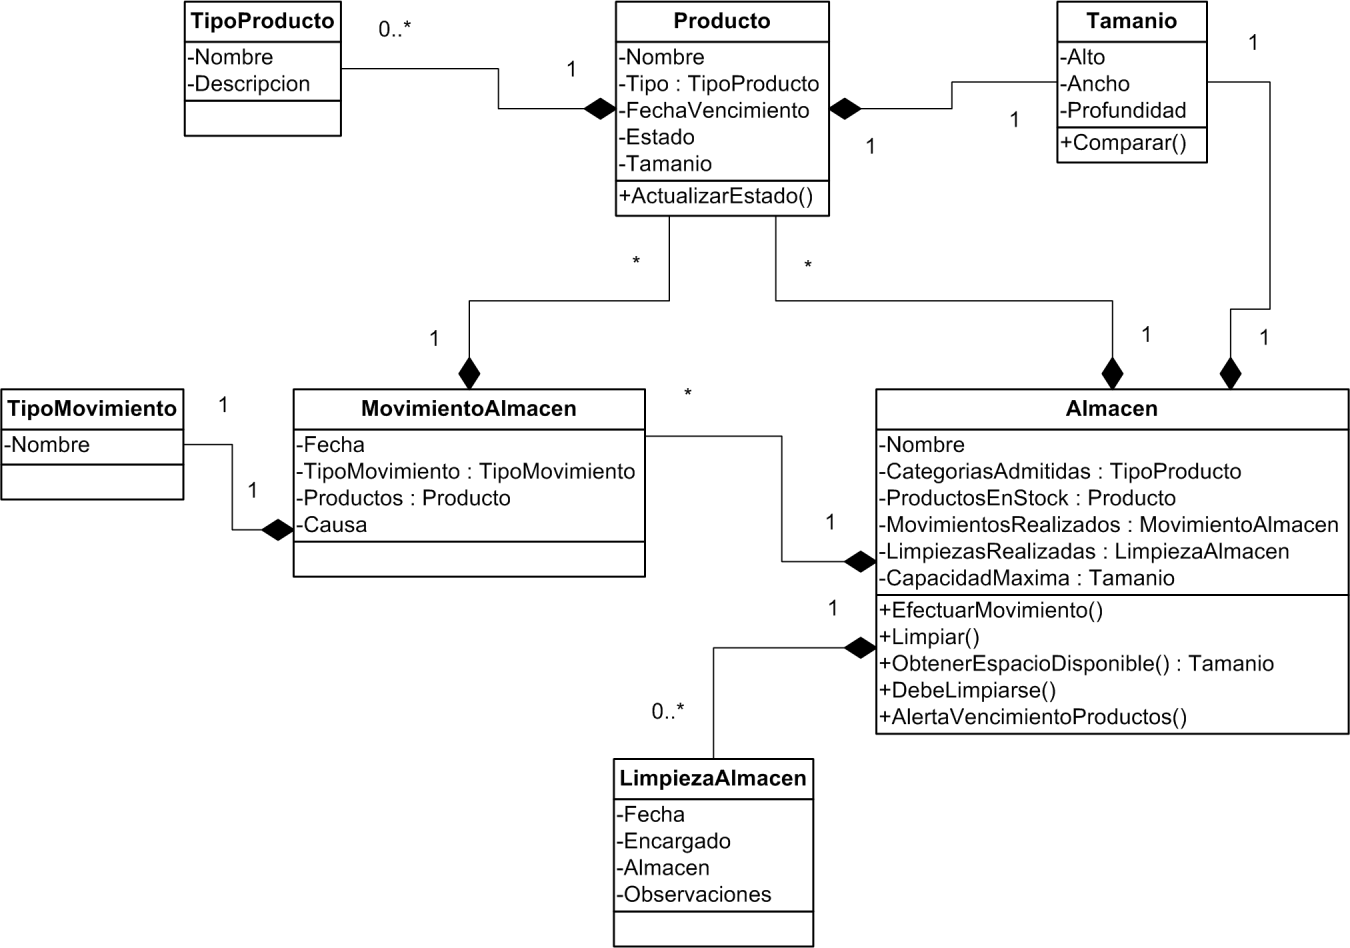 TipoProducto
-Nombre
-Descripcion
0..*
1
Producto
-Nombre
-Tipo : TipoProducto
-FechaVencimiento
-Estado
-Tamanio
+ActualizarEstado()
1
1
Tamanio
-Alto
-Ancho
-Profundidad
+Comparar()
1
*
*
1
1
1
TipoMovimiento
-Nombre
1
1
MovimientoAlmacen
-Fecha
-TipoMovimiento : TipoMovimiento
-Productos : Producto
-Causa
*
1
Almacen
-Nombre
-CategoriasAdmitidas : TipoProducto
-ProductosEnStock : Producto
-MovimientosRealizados : MovimientoAlmacen
-LimpiezasRealizadas : LimpiezaAlmacen
-CapacidadMaxima : Tamanio
+EfectuarMovimiento()
+Limpiar()
+ObtenerEspacioDisponible() : Tamanio
+DebeLimpiarse()
+AlertaVencimientoProductos()
1
0..*
LimpiezaAlmacen
-Fecha
-Encargado
-Almacen
-Observaciones